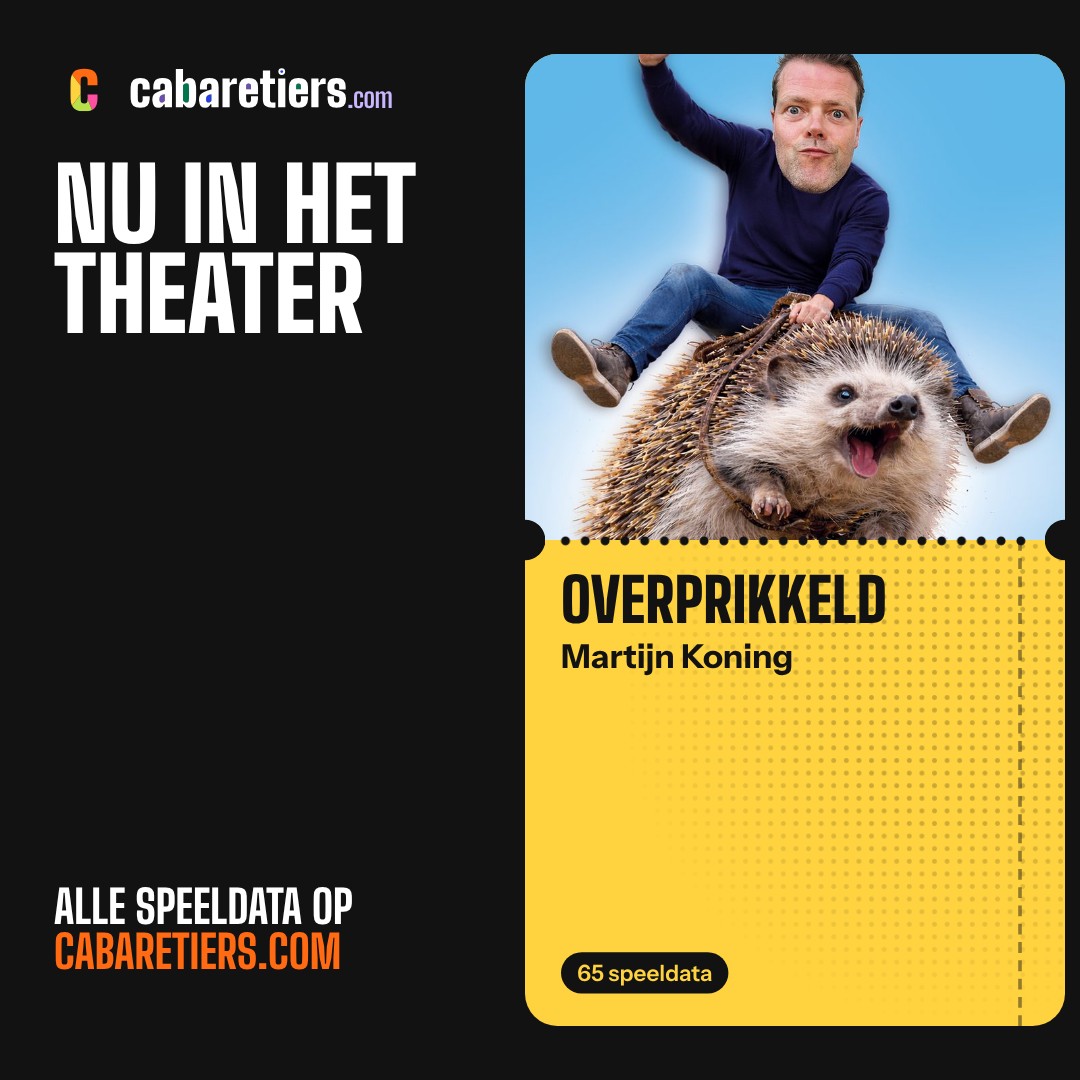 cabaretiers.com
NU IN HET
THEATER
OVERPRIKKELD
Martijn Koning
65 speeldata
ALLE SPEELDATA OP
CABARETIERS.COM